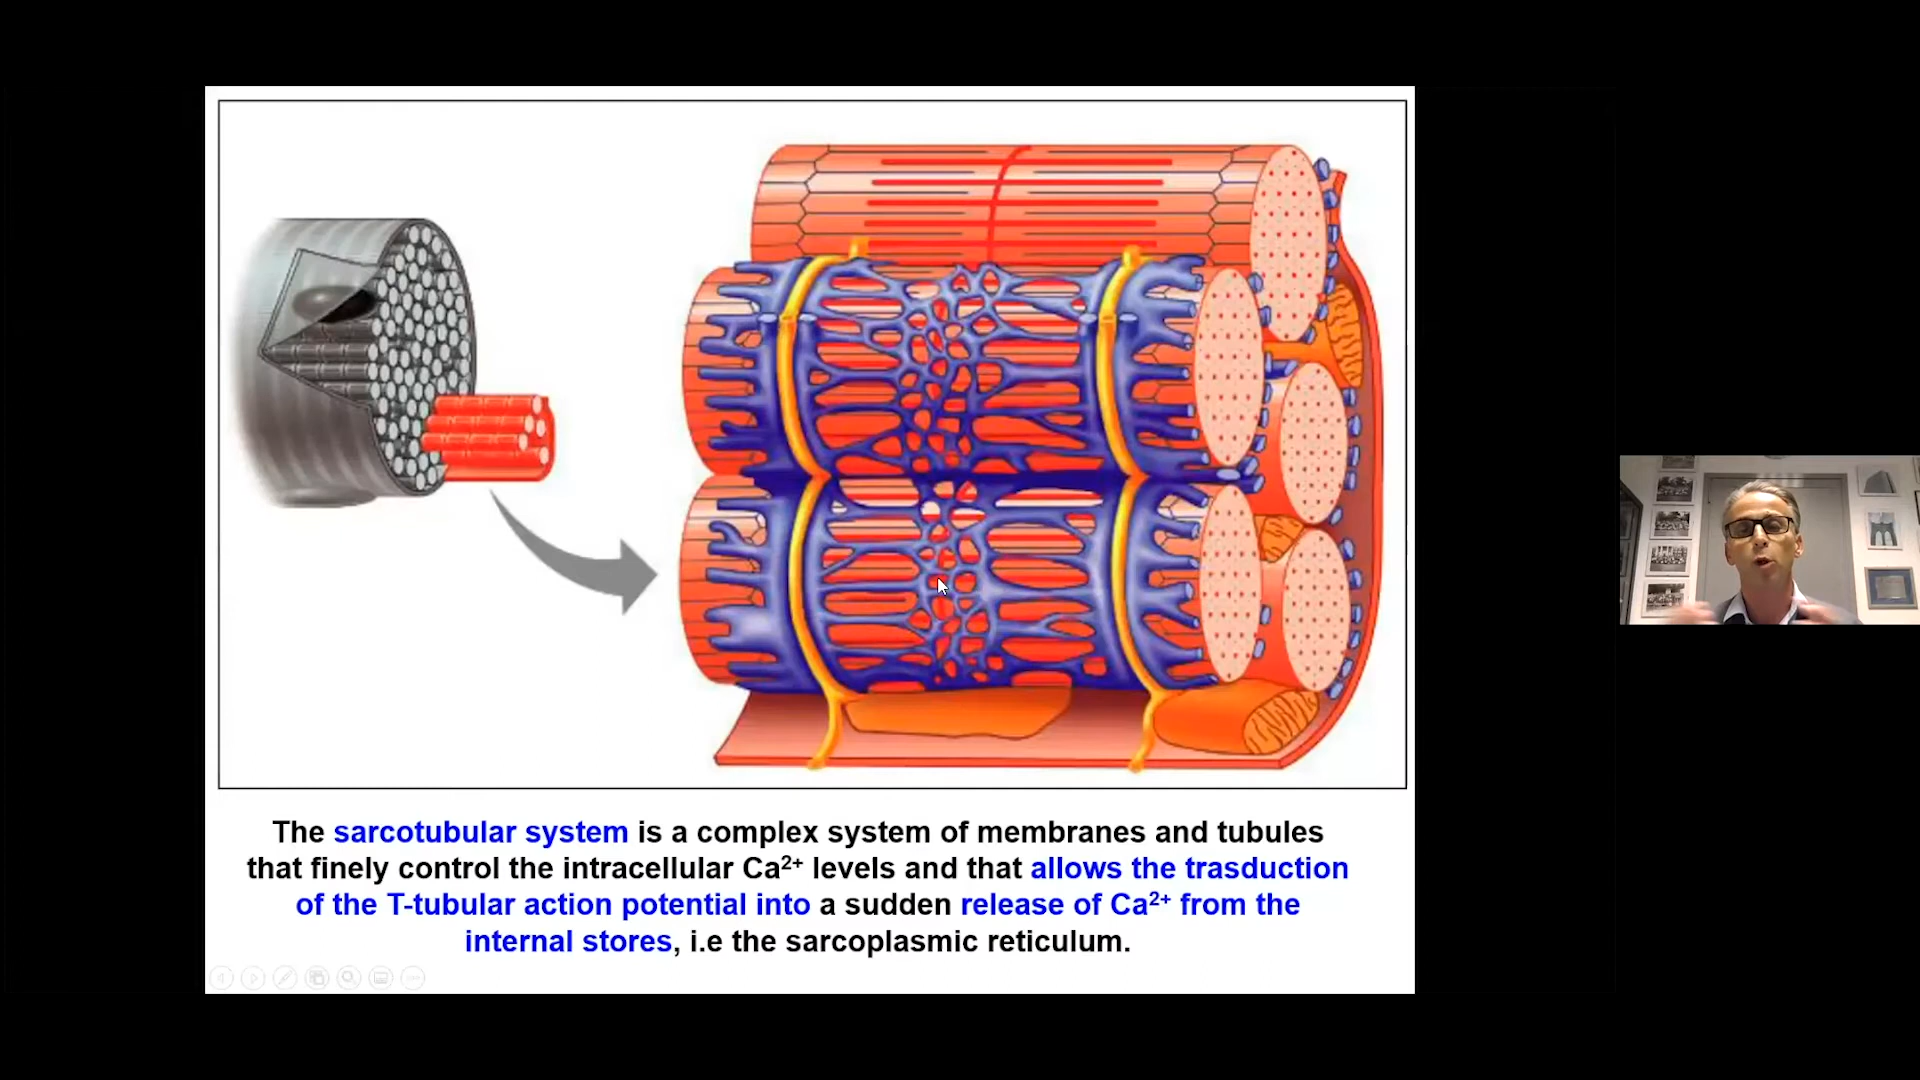 The sarcotubular system is a complex system of membranes and tubules
that finely control the intracellular Ca²⁺ levels and that allows the trasduction
of the T-tubular action potential into a sudden release of Ca²⁺ from the
internal stores, i.e the sarcoplasmic reticulum.